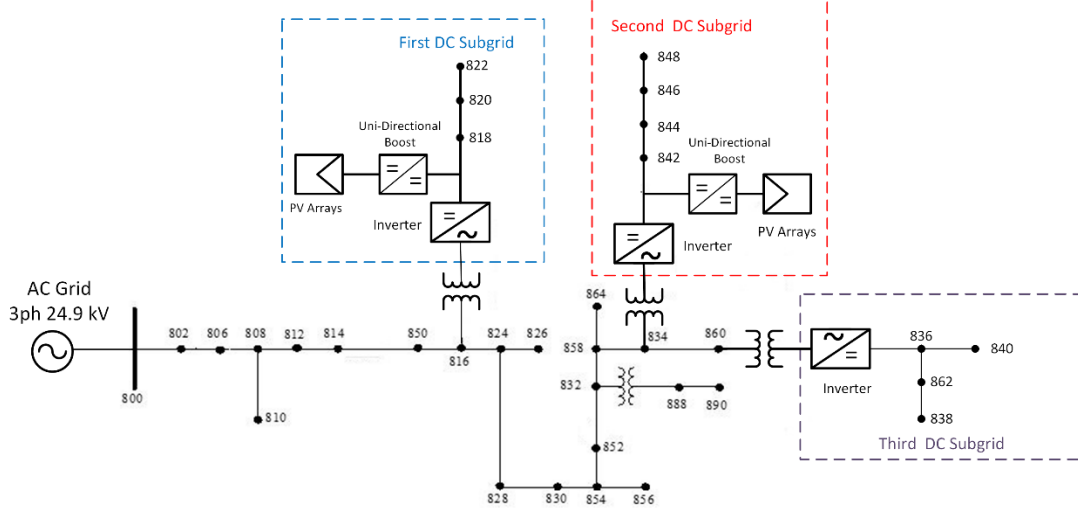 First DC Subgrid
822
820
818
Uni-Directional
Boost
PV Arrays
Inverter
Second DC Subgrid
848
846
844
842
Uni-Directional
Boost
PV Arrays
Inverter
AC Grid
3ph 24.9 kV
800
802
806
808
812
814
850
816
824
826
810
828
830
854
856
852
832
888
890
858
864
834
860
Inverter
836
840
862
838
Third DC Subgrid